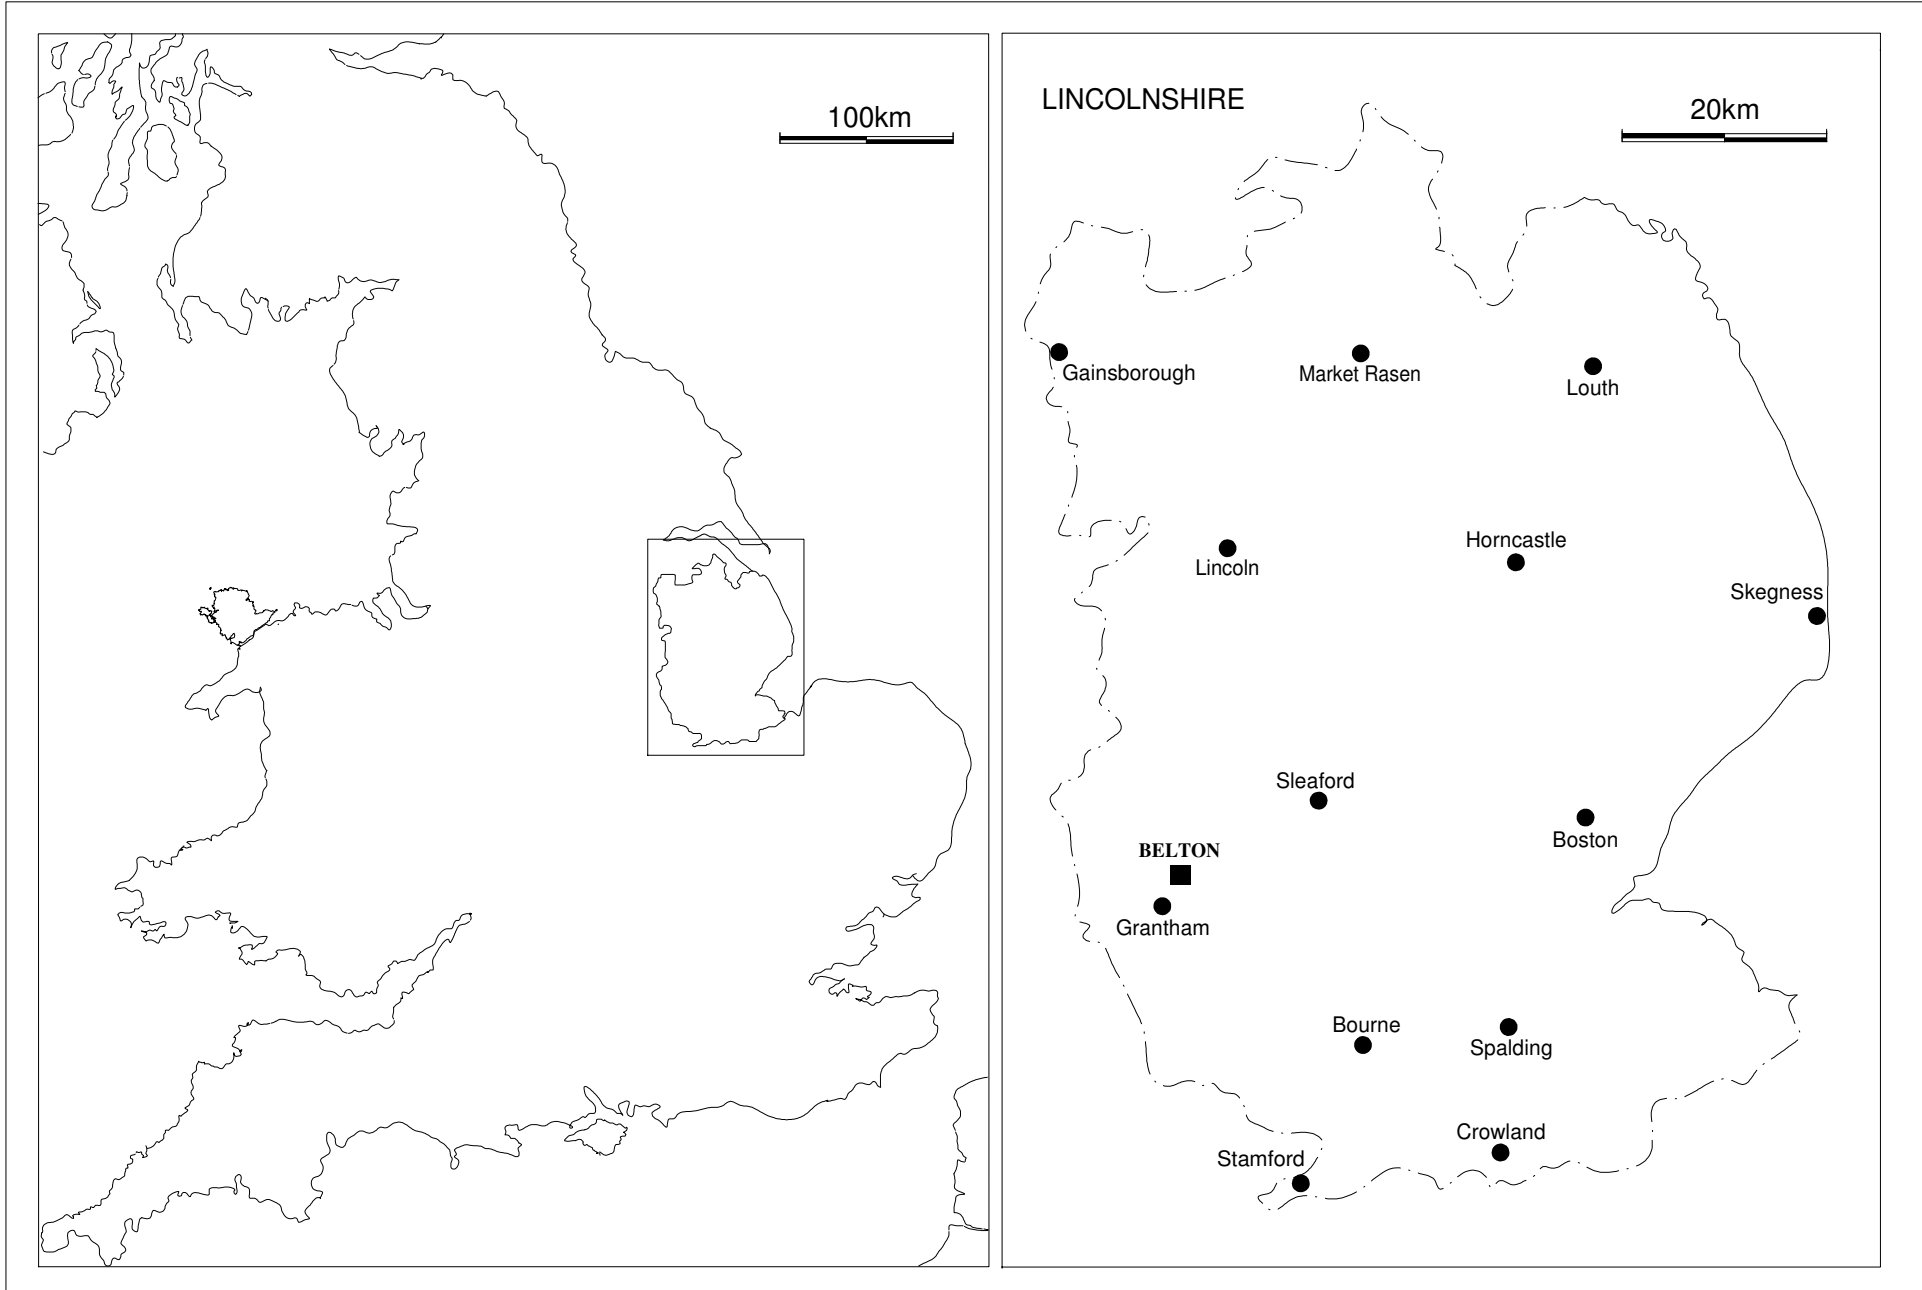 100km
LINCOLNSHIRE
20km
Gainsborough
Market Rasen
Louth
Horncastle
Lincoln
Skegness
Sleaford
Boston
BELTON
Grantham
Bourne
Spalding
Crowland
Stamford